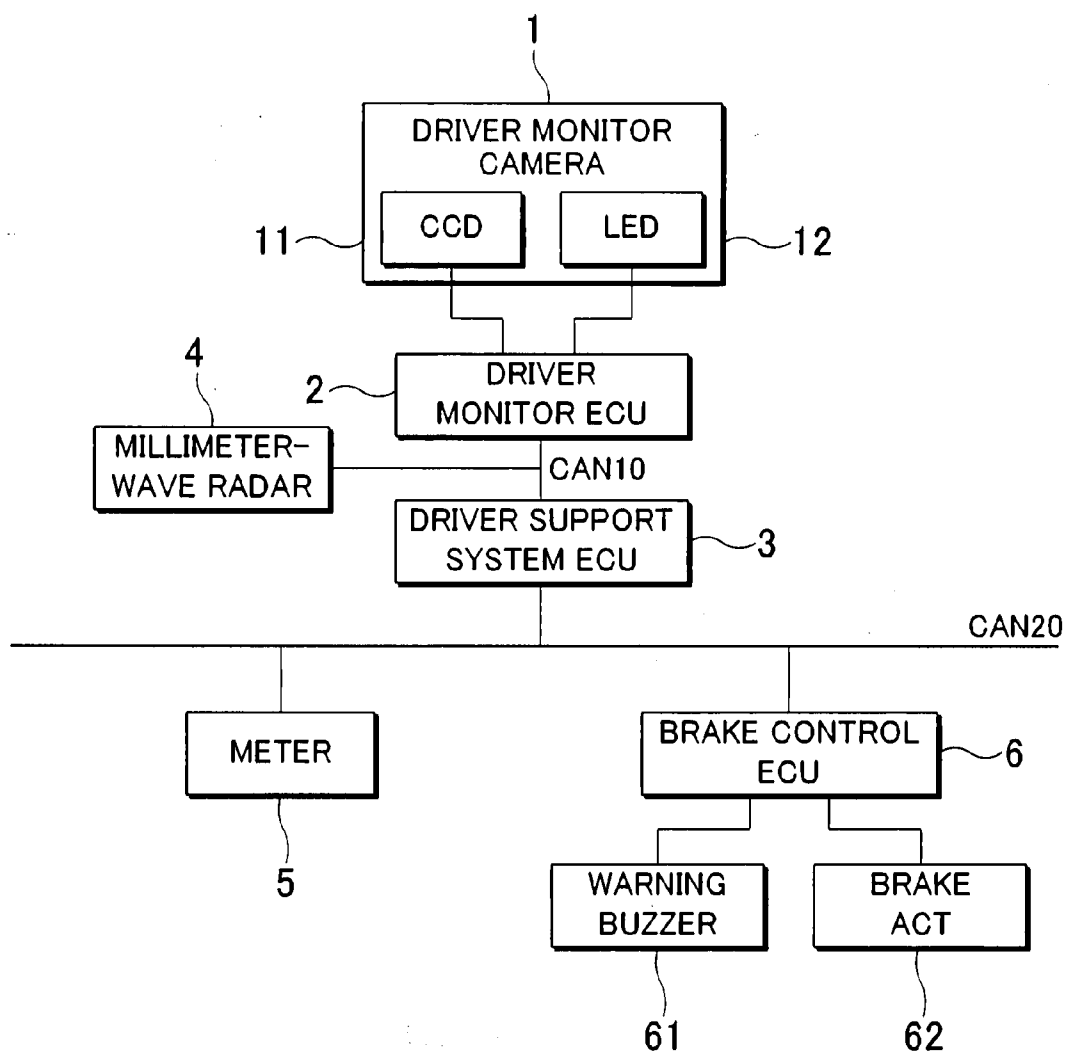 1
DRIVER MONITOR
CAMERA
CCD
LED
11
12
4
2
DRIVER
MONITOR ECU
MILLIMETER-
WAVE RADAR
CAN10
DRIVER SUPPORT
SYSTEM ECU
3
CAN20
METER
BRAKE CONTROL
ECU
6
5
WARNING
BUZZER
BRAKE
ACT
61
62